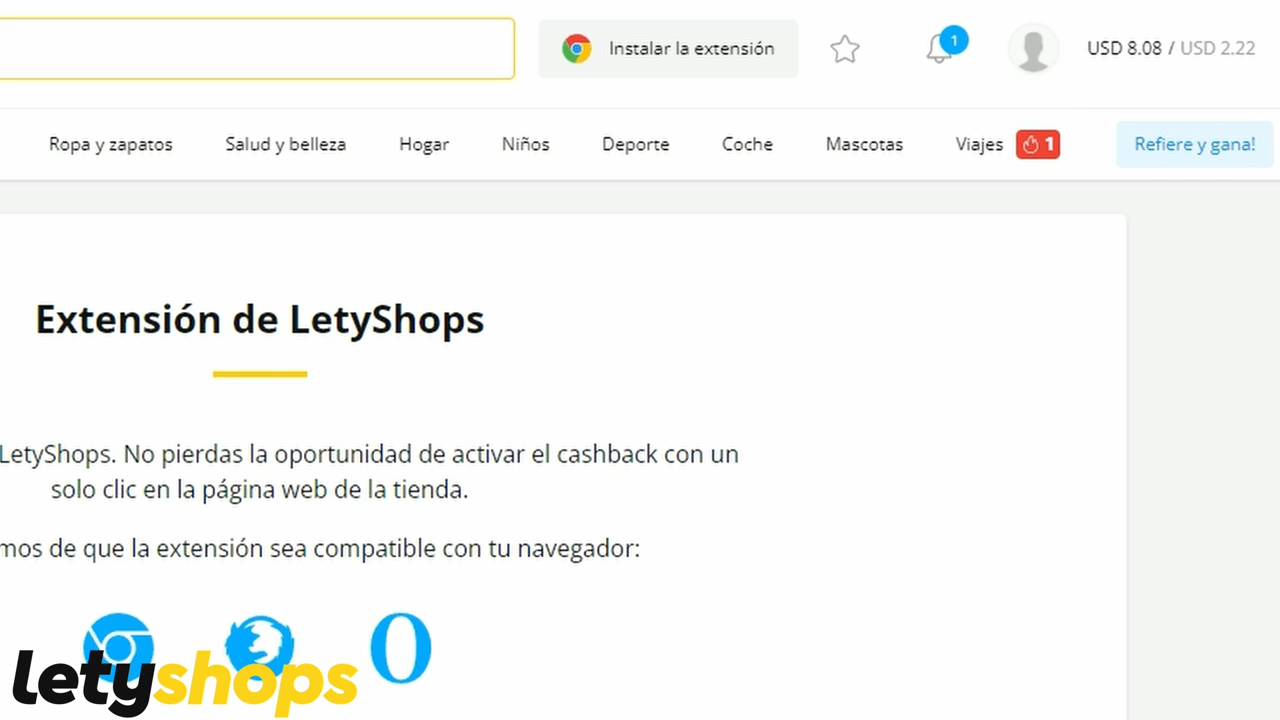 Instalar la extensión
1
USD 8.08 / USD 2.22
Ropa y zapatos
Salud y belleza
Hogar
Niños
Deporte
Coche
Mascotas
Viajes
1
Refiere y gana!
Extensión de LetyShops
LetyShops. No pierdas la oportunidad de activar el cashback con un
solo clic en la página web de la tienda.
mos de que la extensión sea compatible con tu navegador:
letyshops